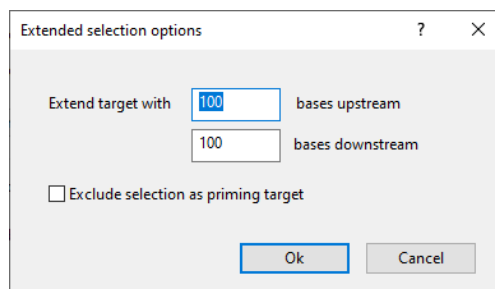 Extended selection options ?
Extend target with 100 bases upstream
100 bases downstream
Exclude selection as priming target
Ok Cancel